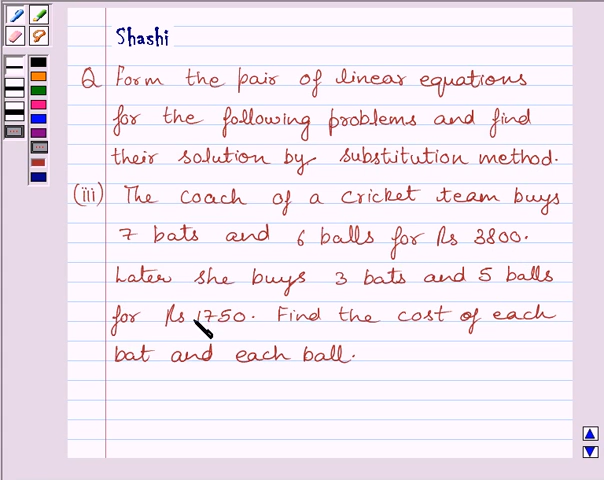 Shashi
Q Form the pair of linear equations
for the following problems and find
their solution by substitution method.
(iii) The coach of a cricket team buys
7 bats and 6 balls for Rs 3800.
Later she buys 3 bats and 5 balls
for Rs 1750. Find the cost of each
bat and each ball.